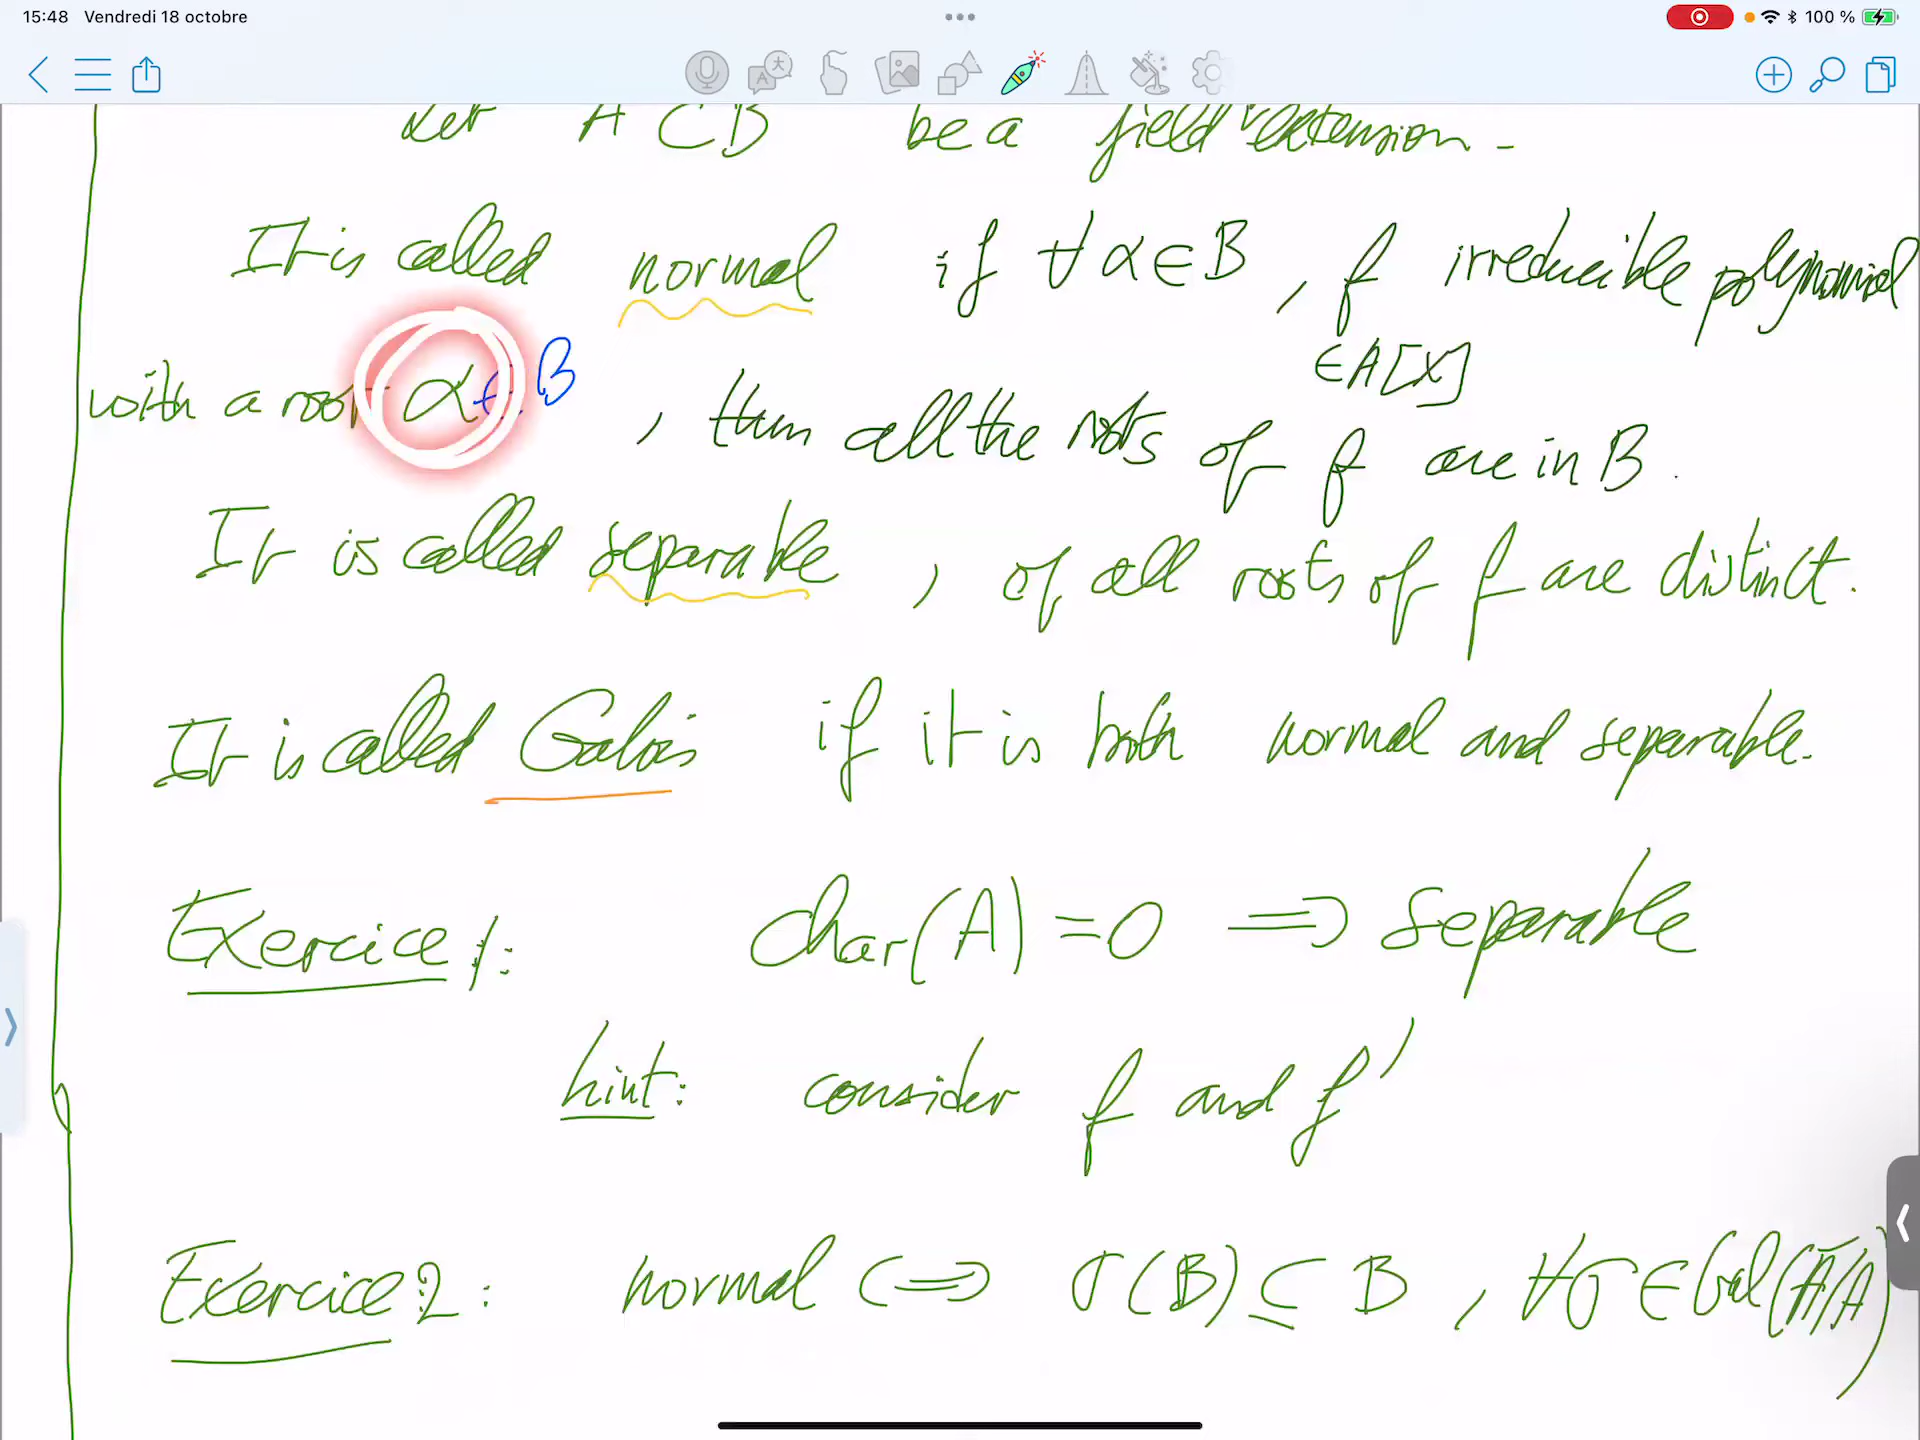 15:48 Vendredi 18 octobre 100 %
Let A ⊂ B be a field extension -
It is called normal if ∀ α ∈ B , f irreducible polynomial
∈ A[X]
with a root α ∈ B , then all the roots of f are in B .
It is called separable , of all roots of f are distinct .
It is called Galois if it is both normal and separable.
Exercice 1: char(A) = 0 ⟹ separable
hint: consider f and f'
Exercice 2 : normal ⟺ σ(B) ⊆ B , ∀σ ∈ Gal(Ā/A)